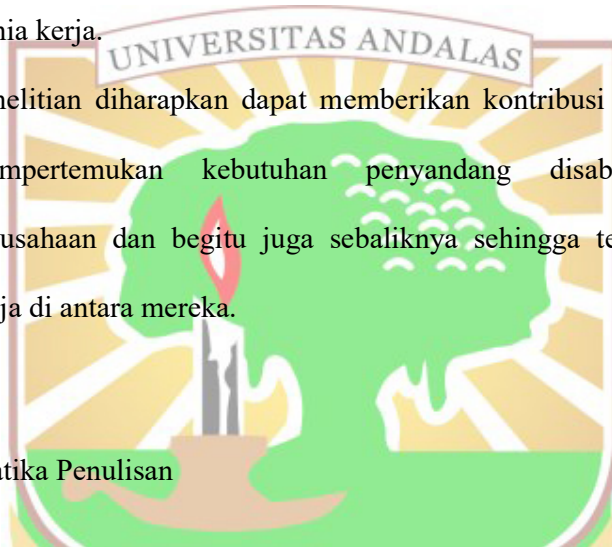 nia kerja.
UNIVERSITAS ANDALAS
nelitian diharapkan dapat memberikan kontribusi
mpertemukan kebutuhan penyandang disab
usahaan dan begitu juga sebaliknya sehingga te
ja di antara mereka.
atika Penulisan